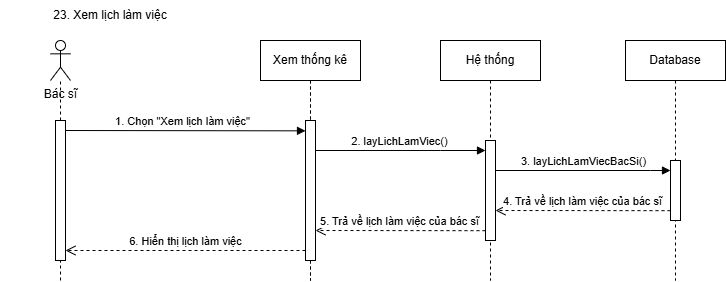 23. Xem lịch làm việc
Xem thống kê
Hệ thống
Database
Bác sĩ
1. Chọn "Xem lịch làm việc"
2. layLichLamViec()
3. layLichLamViecBacSi()
4. Trả về lịch làm việc của bác sĩ
5. Trả về lịch làm việc của bác sĩ
6. Hiển thị lịch làm việc